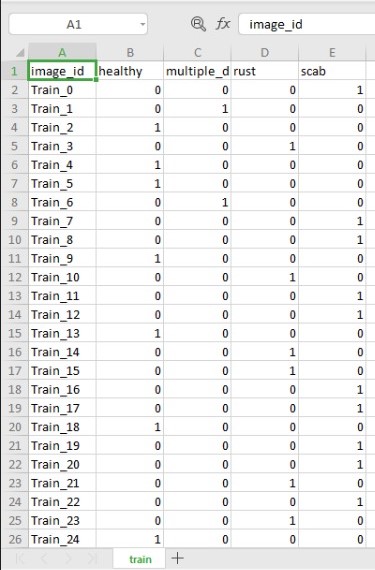 A1 fx image_id
A B C D E
1 image_id healthy multiple_d rust scab
2 Train_0 0 0 0 1
3 Train_1 0 1 0 0
4 Train_2 1 0 0 0
5 Train_3 0 0 1 0
6 Train_4 1 0 0 0
7 Train_5 1 0 0 0
8 Train_6 0 1 0 0
9 Train_7 0 0 0 1
10 Train_8 0 0 0 1
11 Train_9 1 0 0 0
12 Train_10 0 0 1 0
13 Train_11 0 0 0 1
14 Train_12 0 0 0 1
15 Train_13 1 0 0 0
16 Train_14 0 0 1 0
17 Train_15 0 0 1 0
18 Train_16 0 0 0 1
19 Train_17 0 0 0 1
20 Train_18 1 0 0 0
21 Train_19 0 0 0 1
22 Train_20 0 0 0 1
23 Train_21 0 0 1 0
24 Train_22 0 0 0 1
25 Train_23 0 0 1 0
26 Train_24 1 0 0 0
train